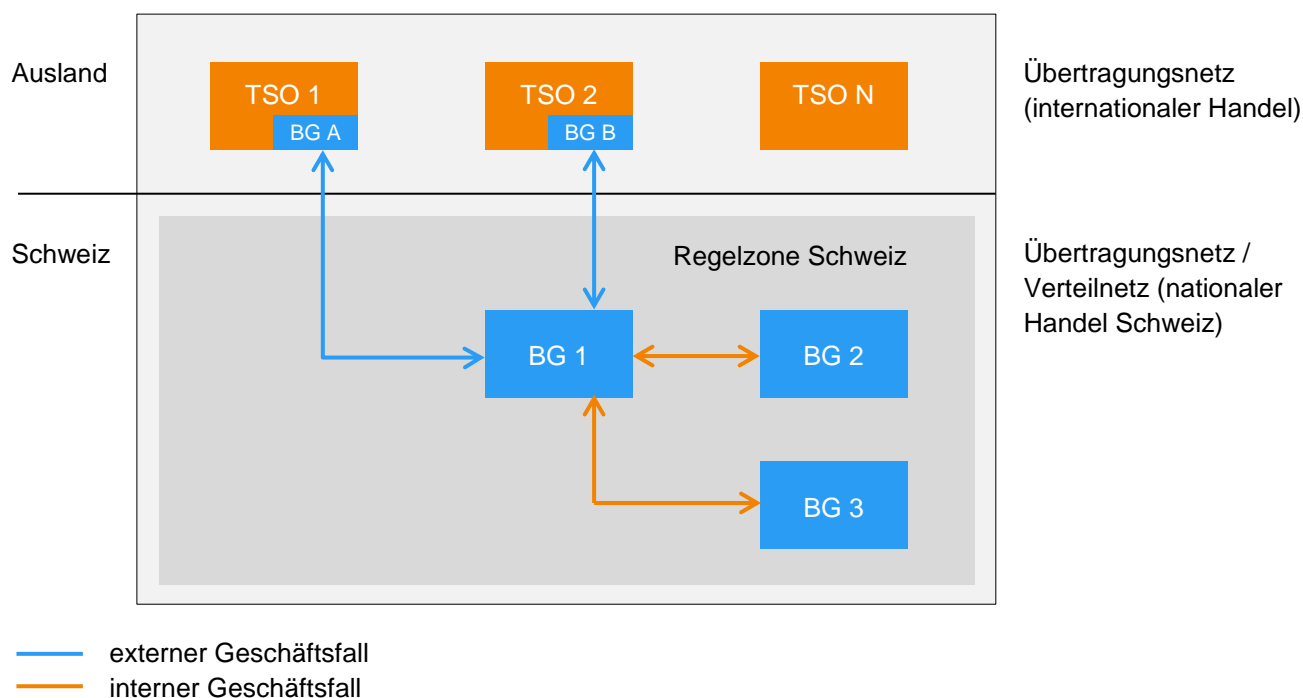 Ausland
TSO 1
BG A
TSO 2
BG B
TSO N
Übertragungsnetz
(internationaler Handel)
Schweiz
Regelzone Schweiz
Übertragungsnetz /
Verteilnetz (nationaler
Handel Schweiz)
BG 1
BG 2
BG 3
externer Geschäftsfall
interner Geschäftsfall